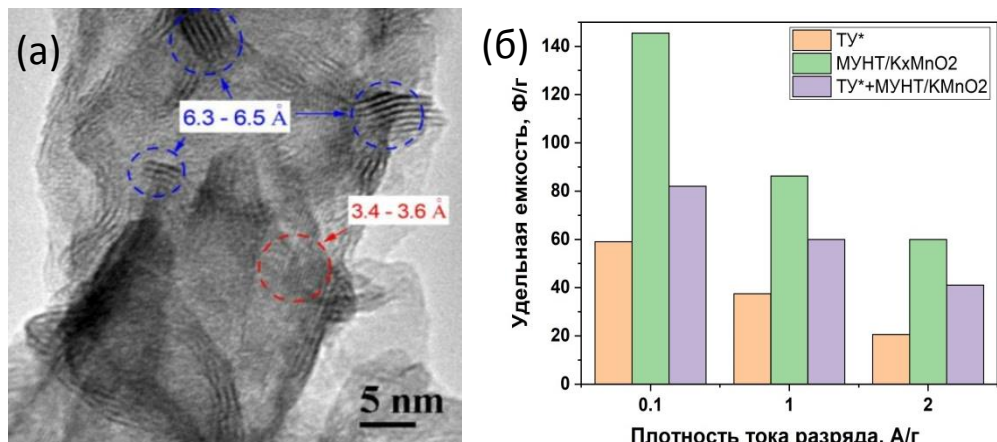 (а)
6.3 - 6.5 Å
3.4 - 3.6 Å
5 nm
(б)
Удельная емкость, Ф/г
140
120
100
80
60
40
20
0
ТУ*
МУНТ/KxMnO2
ТУ*+МУНТ/KMnO2
0.1 1 2
Плотность тока разряда, А/г